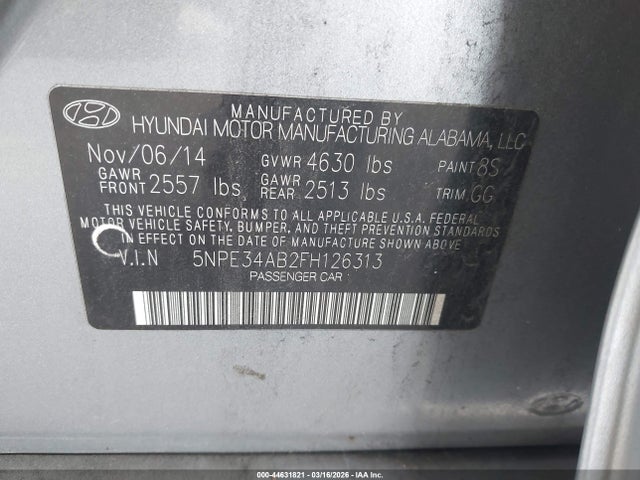 MANUFACTURED BY
HYUNDAI MOTOR MANUFACTURING ALABAMA, LLC
Nov/06/14 GVWR 4630 lbs PAINT 8S
GAWR FRONT 2557 lbs GAWR REAR 2513 lbs TRIM GG
THIS VEHICLE CONFORMS TO ALL APPLICABLE U.S.A. FEDERAL
MOTOR VEHICLE SAFETY, BUMPER, AND THEFT PREVENTION STANDARDS
IN EFFECT ON THE DATE OF MANUFACTURE SHOWN ABOVE.
V.I.N 5NPE34AB2FH126313
PASSENGER CAR
000-44631821 | 03/16/2026 | IAA